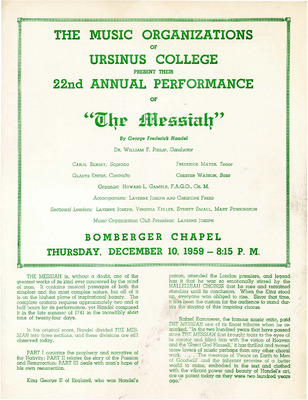 THE MUSIC ORGANIZATIONS
OF
URSINUS COLLEGE
PRESENT THEIR
22nd ANNUAL PERFORMANCE
OF
"The Messiah"
By George Frederick Handel
DR. WILLIAM F. PHILIP, Conductor
CAROL BENSEY, Soprano
FREDERICK MAYER, Tenor
GLADYS KRIESE, Contralto
CHESTER WATSON, Bass
Organist: HOWARD L. GAMBLE, F.A.G.O., CH. M.
Accompanists: LAVERNE JOSEPH AND CHRISTINE FREED
Sectional Leaders: LAVERNE JOSEPH, VIRGINIA KELLER, EVERETT SMALL, MARY PUNKINGTON
Music Organization Club President: LAVERNE JOSEPH
BOMBERGER CHAPEL
THURSDAY, DECEMBER 10, 1959 — 8:15 P. M.
THE MESSIAH is, without a doubt, one of the
greatest works of its kind ever conceived by the mind
of man. It contains musical passages of both the
simplest and the most complex nature, but all of it
is on the highest plane of inspirational beauty. The
complete oratorio requires approximately two and a
half hours for its performance, yet Handel composed
it in the late summer of 1741 in the incredibly short
time of twenty four days.
In his original score, Handel divided THE MES-
SIAH into three sections, and these divisions are still
observed today.
PART I contains the prophecy and narrative of
the Nativity; PART II relates the story of the Passion
and Resurrection; PART III deals with man's hope of
his own resurrection.
King George II of England, who was Handel's
patron, attended the London premiere, and legend
has it that he was so emotionally stirred by the
HALLELUJAH CHORUS that he rose and remained
standing until its conclusion. When the King stood
up, everyone was obliged to rise. Since that time,
it has been the custom for the audience to stand dur-
ing the singing of this inspiring chorus.
Rafael Kammerer, the famous music critic, paid
THE MESSIAH one of its finest tributes when he re-
marked: "In the two hundred years that have passed
since THE MESSIAH first brought tears to the eyes of
its creator and filled him with the vision of Heaven
and the 'Great God Himself,' it has thrilled and moved
more lovers of music perhaps than any other choral
work. . . . The message of 'Peace on Earth to Men
of Goodwill' and the inherent promise of a better
world to come, embodied in the text and clothed
with the vibrant power and beauty of Handel's art,
are as potent today as they were two hundred years
ago."